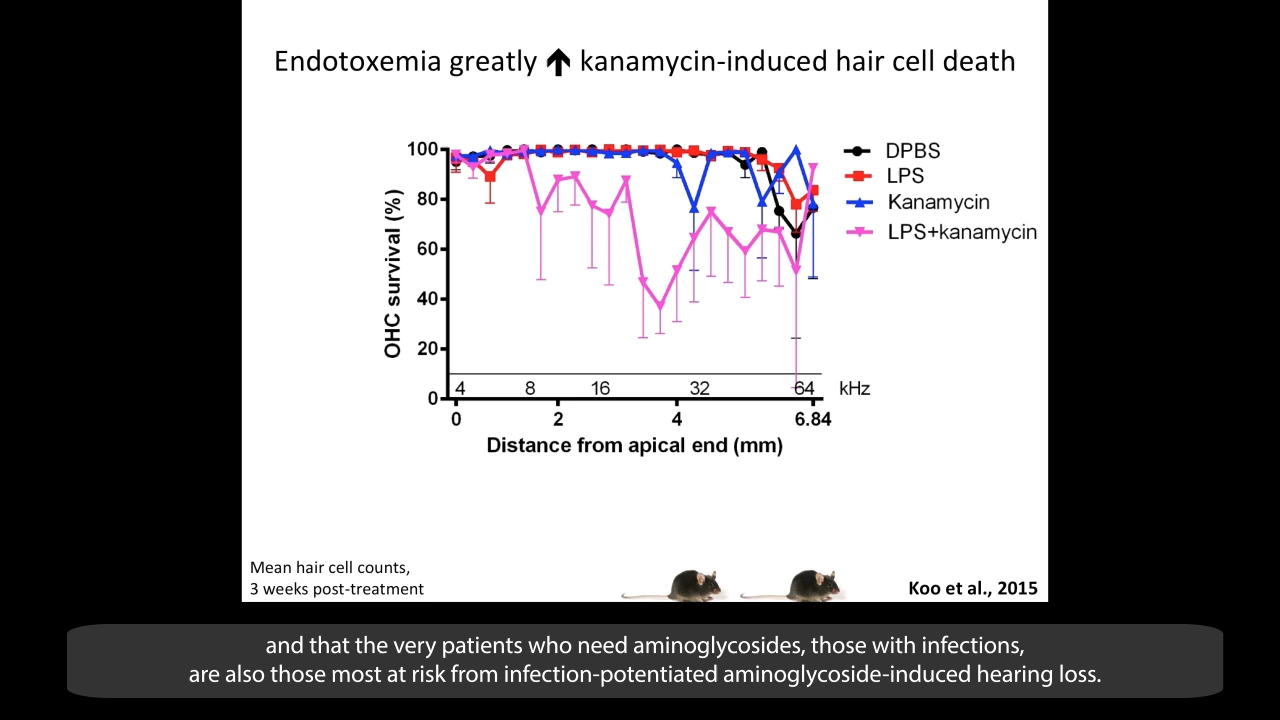 Endotoxemia greatly ↑ kanamycin-induced hair cell death
OHC survival (%)
100
80
60
40
20
0
4 8 16 32 64 kHz
0 2 4 6.84
Distance from apical end (mm)
DPBS
LPS
Kanamycin
LPS+kanamycin
Mean hair cell counts,
3 weeks post-treatment
Koo et al., 2015
and that the very patients who need aminoglycosides, those with infections,
are also those most at risk from infection-potentiated aminoglycoside-induced hearing loss.